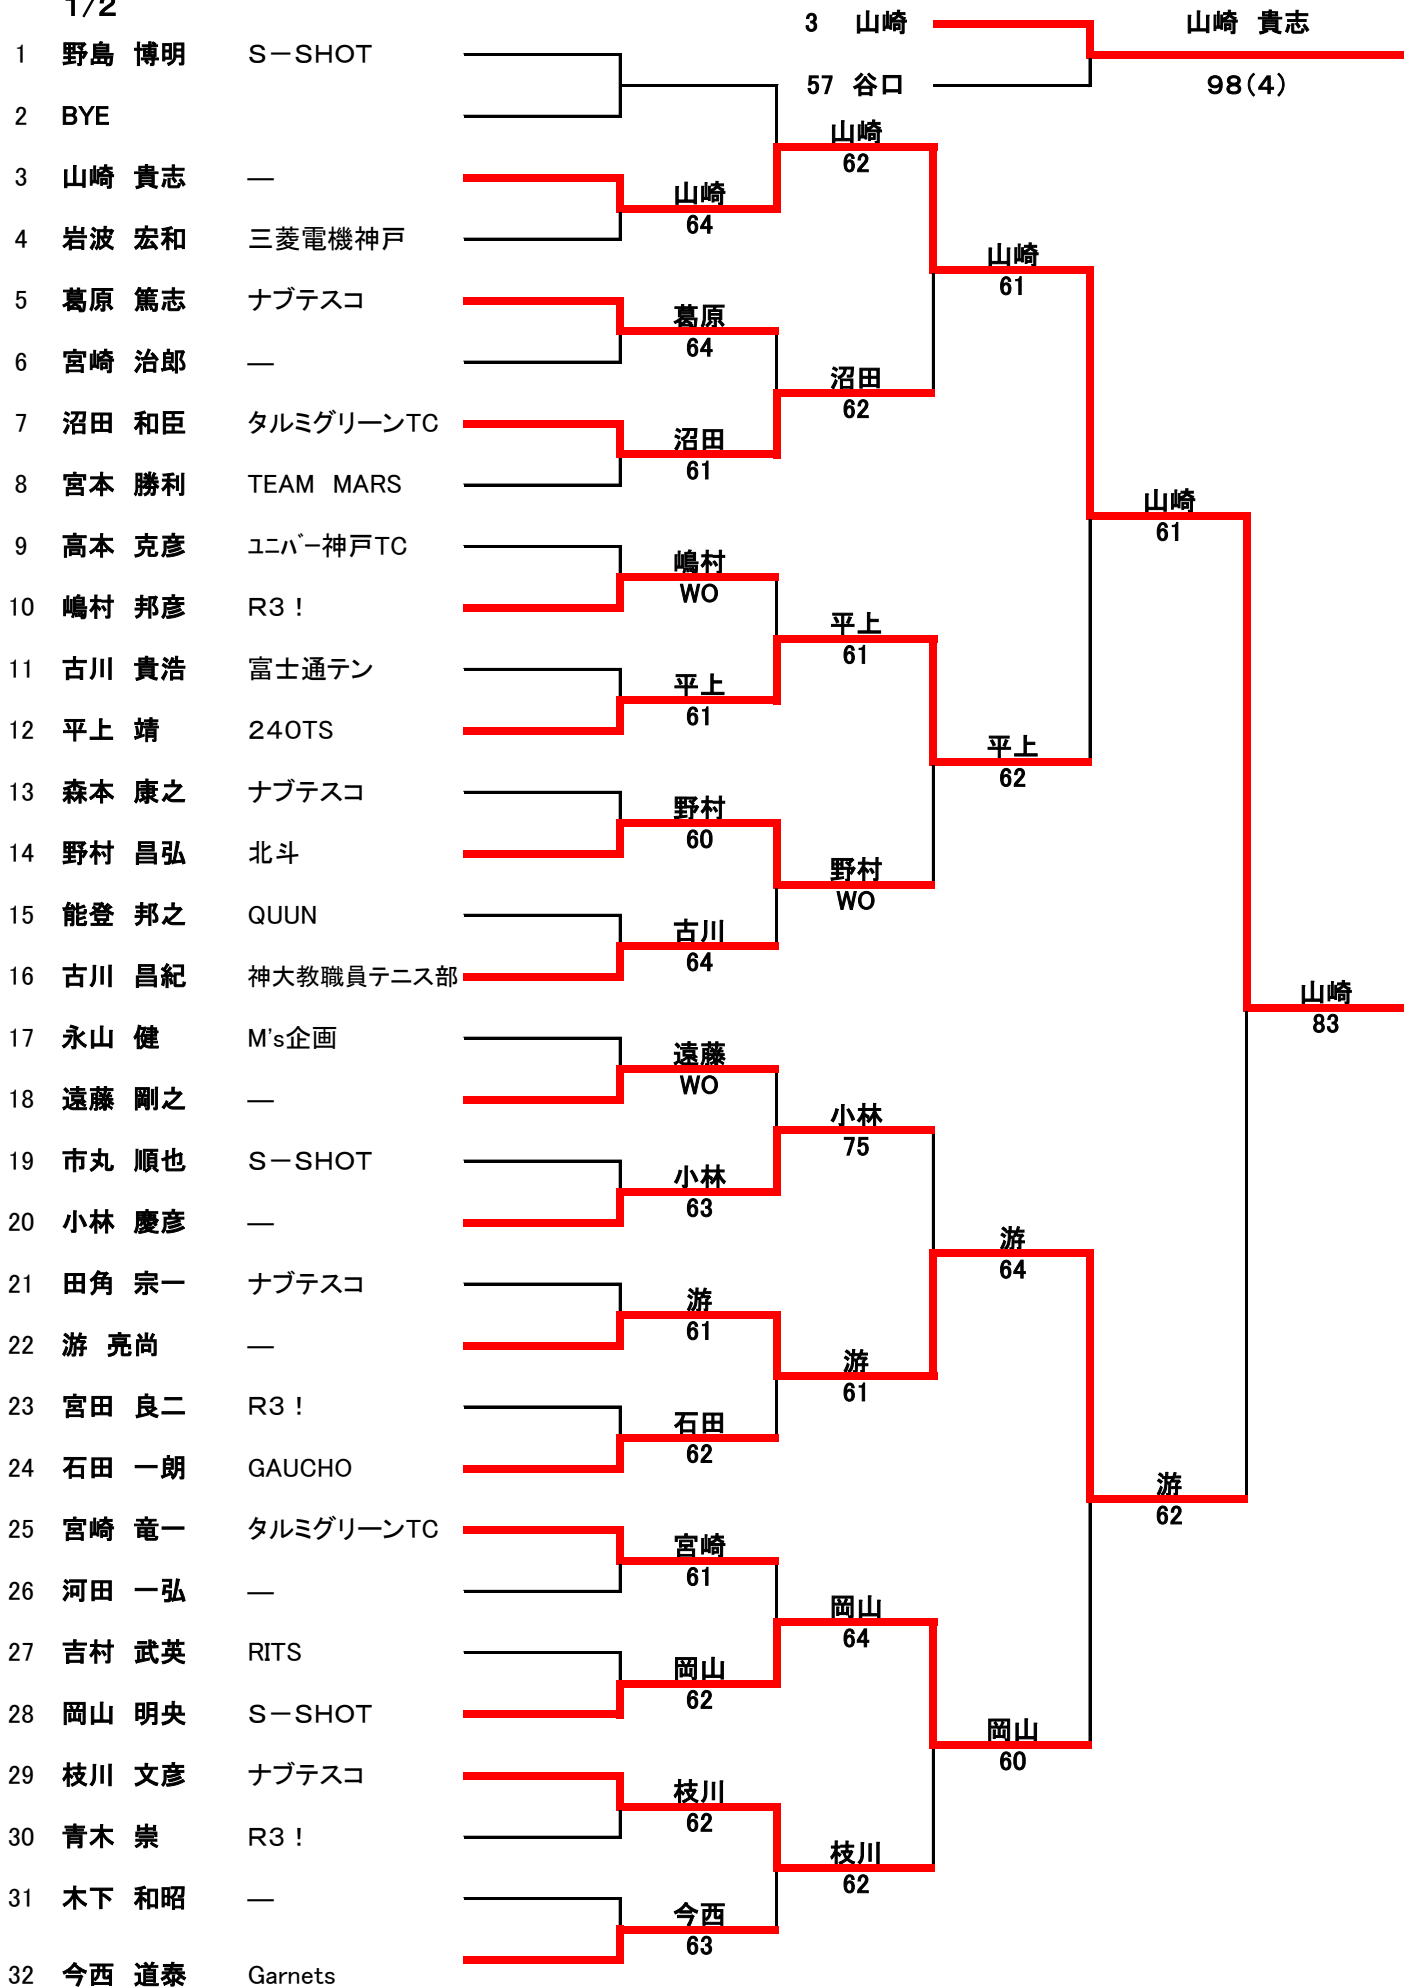 1/2
3 山崎 山崎 貴志
57 谷口 98(4)
1 野島 博明 S－SHOT
2 BYE
山崎
62
3 山崎 貴志 ―
山崎
64
4 岩波 宏和 三菱電機神戸
山崎
61
5 葛原 篤志 ナブテスコ
葛原
64
6 宮崎 治郎 ―
沼田
62
7 沼田 和臣 タルミグリーンTC
沼田
61
8 宮本 勝利 TEAM MARS
山崎
61
9 高本 克彦 ﾕﾆﾊﾞｰ神戸TC
嶋村
WO
10 嶋村 邦彦 R3！
平上
61
11 古川 貴浩 富士通テン
平上
61
12 平上 靖 240TS
平上
62
13 森本 康之 ナブテスコ
野村
60
14 野村 昌弘 北斗
野村
WO
15 能登 邦之 QUUN
古川
64
16 古川 昌紀 神大教職員テニス部
山崎
83
17 永山 健 M's企画
遠藤
WO
18 遠藤 剛之 ―
小林
75
19 市丸 順也 S－SHOT
小林
63
20 小林 慶彦 ―
游
64
21 田角 宗一 ナブテスコ
游
61
22 游 亮尚 ―
游
61
23 宮田 良二 R3！
石田
62
24 石田 一朗 GAUCHO
游
62
25 宮崎 竜一 タルミグリーンTC
宮崎
61
26 河田 一弘 ―
岡山
64
27 吉村 武英 RITS
岡山
62
28 岡山 明央 S－SHOT
岡山
60
29 枝川 文彦 ナブテスコ
枝川
62
30 青木 崇 R3！
枝川
62
31 木下 和昭 ―
今西
63
32 今西 道泰 Garnets